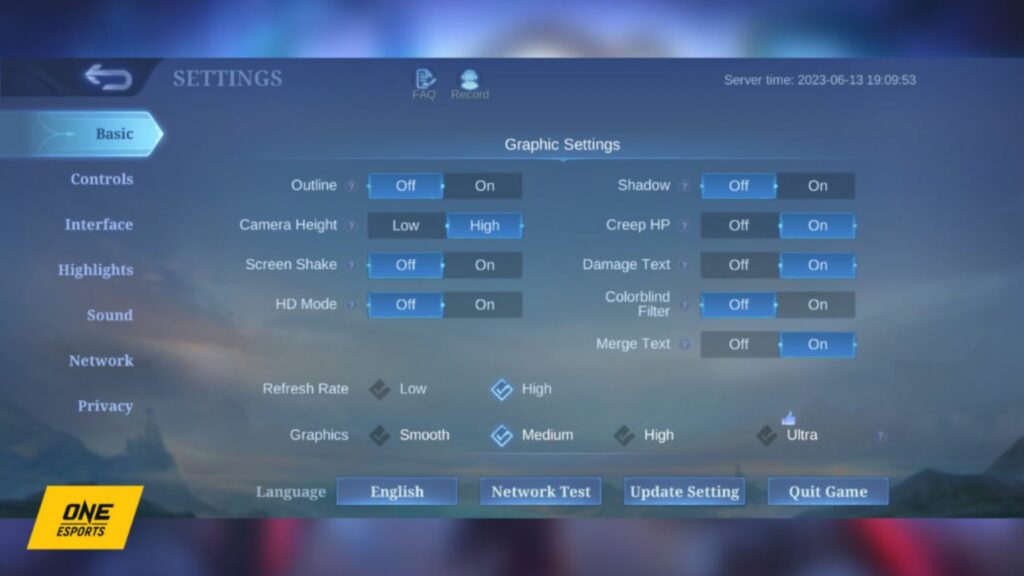 SETTINGS
FAQ
Record
Server time: 2023-06-13 19:09:53
Basic
Controls
Interface
Highlights
Sound
Network
Privacy
Graphic Settings
Outline ? Off On
Shadow ? Off On
Camera Height ? Low High
Creep HP ? Off On
Screen Shake ? Off On
Damage Text ? Off On
HD Mode ? Off On
Colorblind
Filter ? Off On
Merge Text ? Off On
Refresh Rate Low High
Graphics Smooth Medium High Ultra ?
Language English Network Test Update Setting Quit Game
ONE
ESPORTS